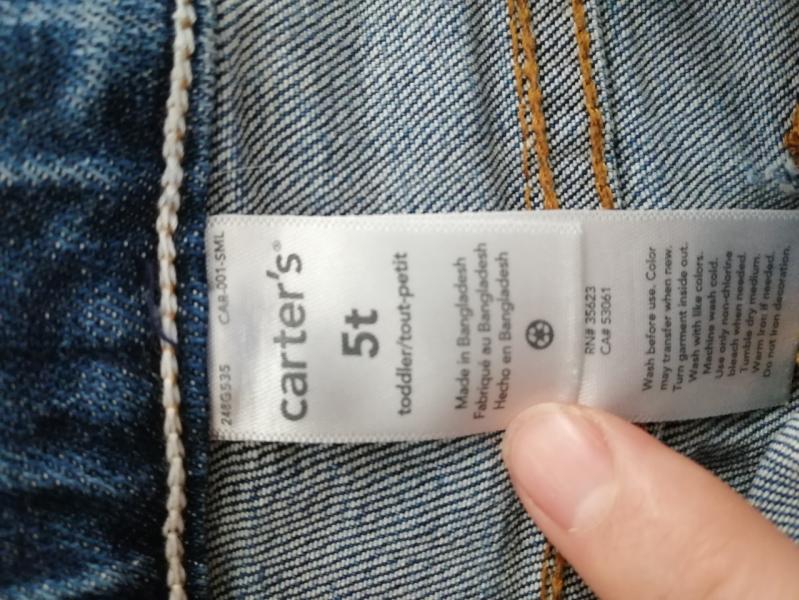 248G535 CAR-001-SML
carter's®
5t
toddler/tout-petit
Made in Bangladesh
Fabriqué au Bangladesh
Hecho en Bangladesh
RN# 35623
CA# 53061
Wash before use. Color
may transfer when new.
Turn garment inside out.
Wash with like colors.
Machine wash cold.
Use only non-chlorine
bleach when needed.
Tumble dry medium.
Warm iron if needed.
Do not iron decoration.